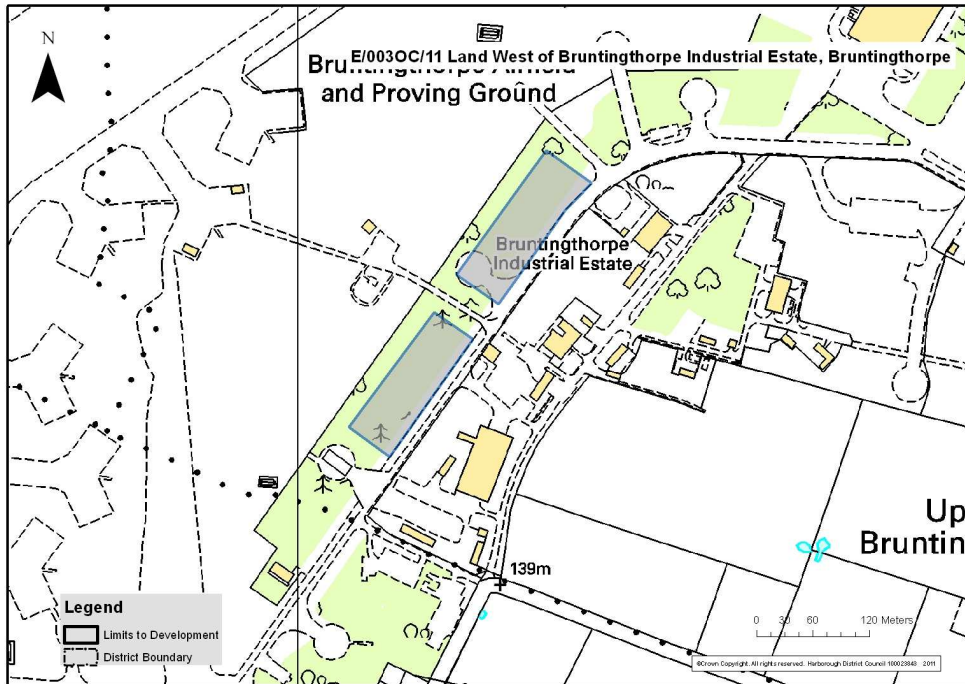 N
E/003OC/11 Land West of Bruntingthorpe Industrial Estate, Bruntingthorpe
Bruntingthorpe Airfield
and Proving Ground
Bruntingthorpe
Industrial Estate
Up
Bruntin
139m
Legend
Limits to Development
District Boundary
0 30 60 120 Meters
©Crown Copyright. All rights reserved. Harborough District Council 100023843 2011